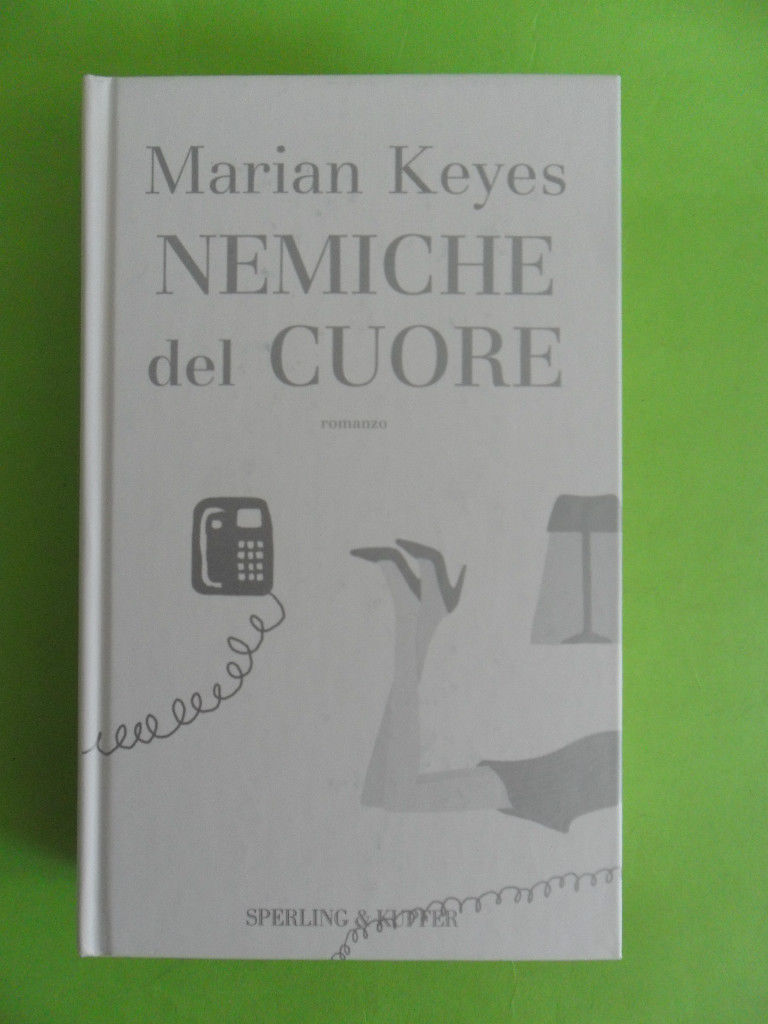 Marian Keyes
NEMICHE
del CUORE
romanzo
SPERLING & KUPFER